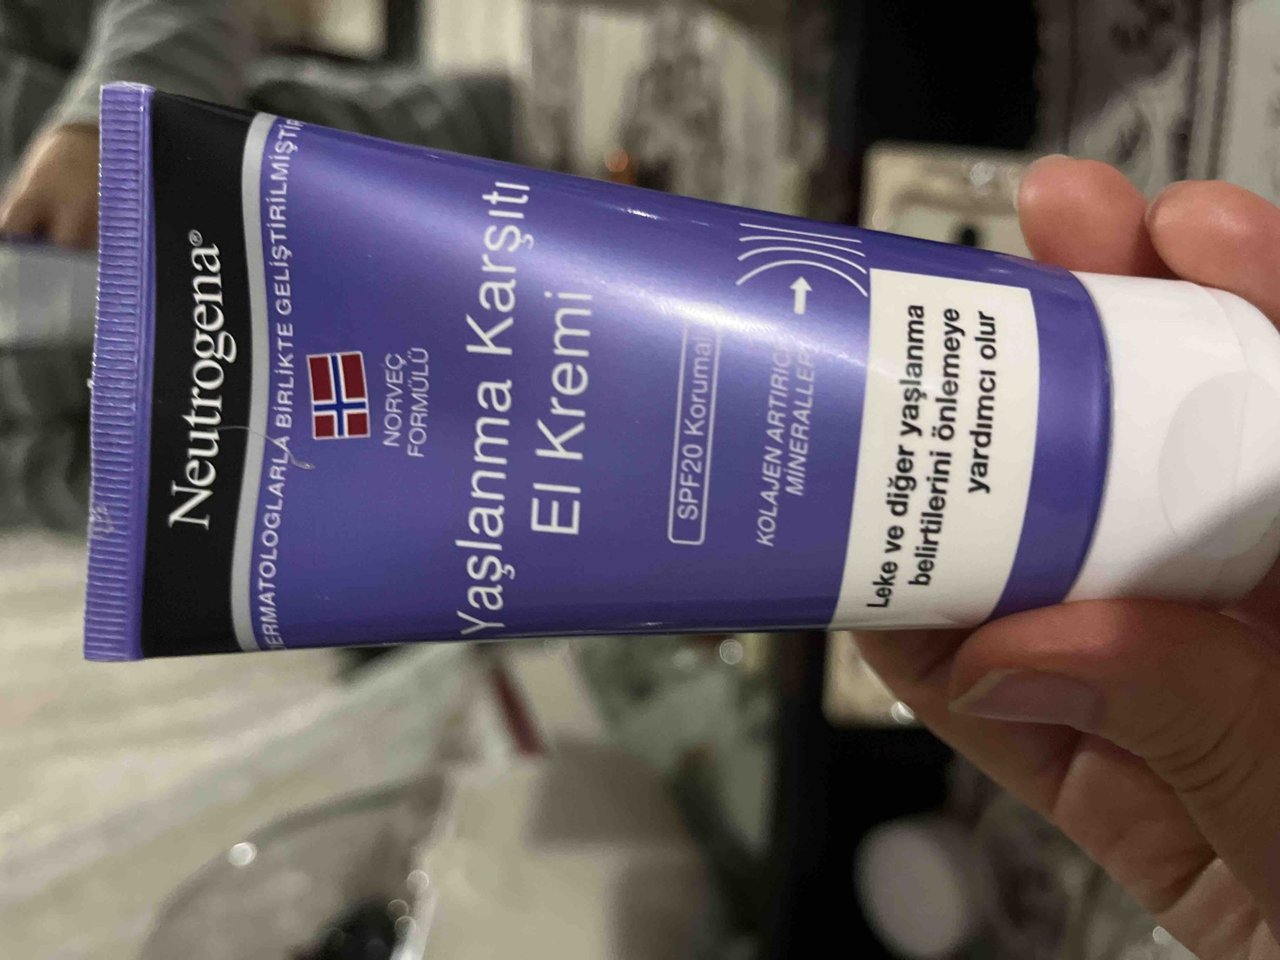 Neutrogena®
DERMATOLOGLARLA BİRLİKTE GELİŞTİRİLMİŞTİR
NORVEÇ
FORMÜLÜ
Yaşlanma Karşıtı
El Kremi
SPF20 Korumalı
KOLAJEN ARTIRICI
MİNERALLER
Leke ve diğer yaşlanma
belirtilerini önlemeye
yardımcı olur